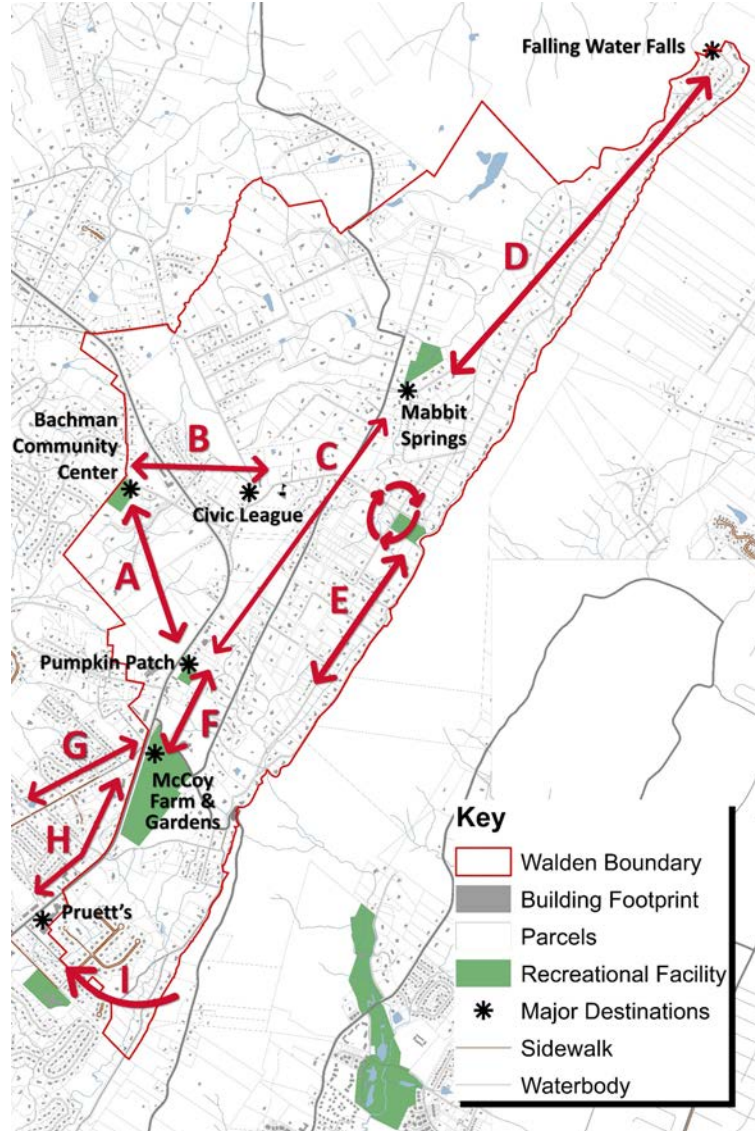 Falling Water Falls
D
Mabbit
Springs
Bachman
Community
Center
B
C
Civic League
A
E
Pumpkin Patch
F
G
McCoy
Farm &
Gardens
H
Pruett's
I
Key
Walden Boundary
Building Footprint
Parcels
Recreational Facility
Major Destinations
Sidewalk
Waterbody